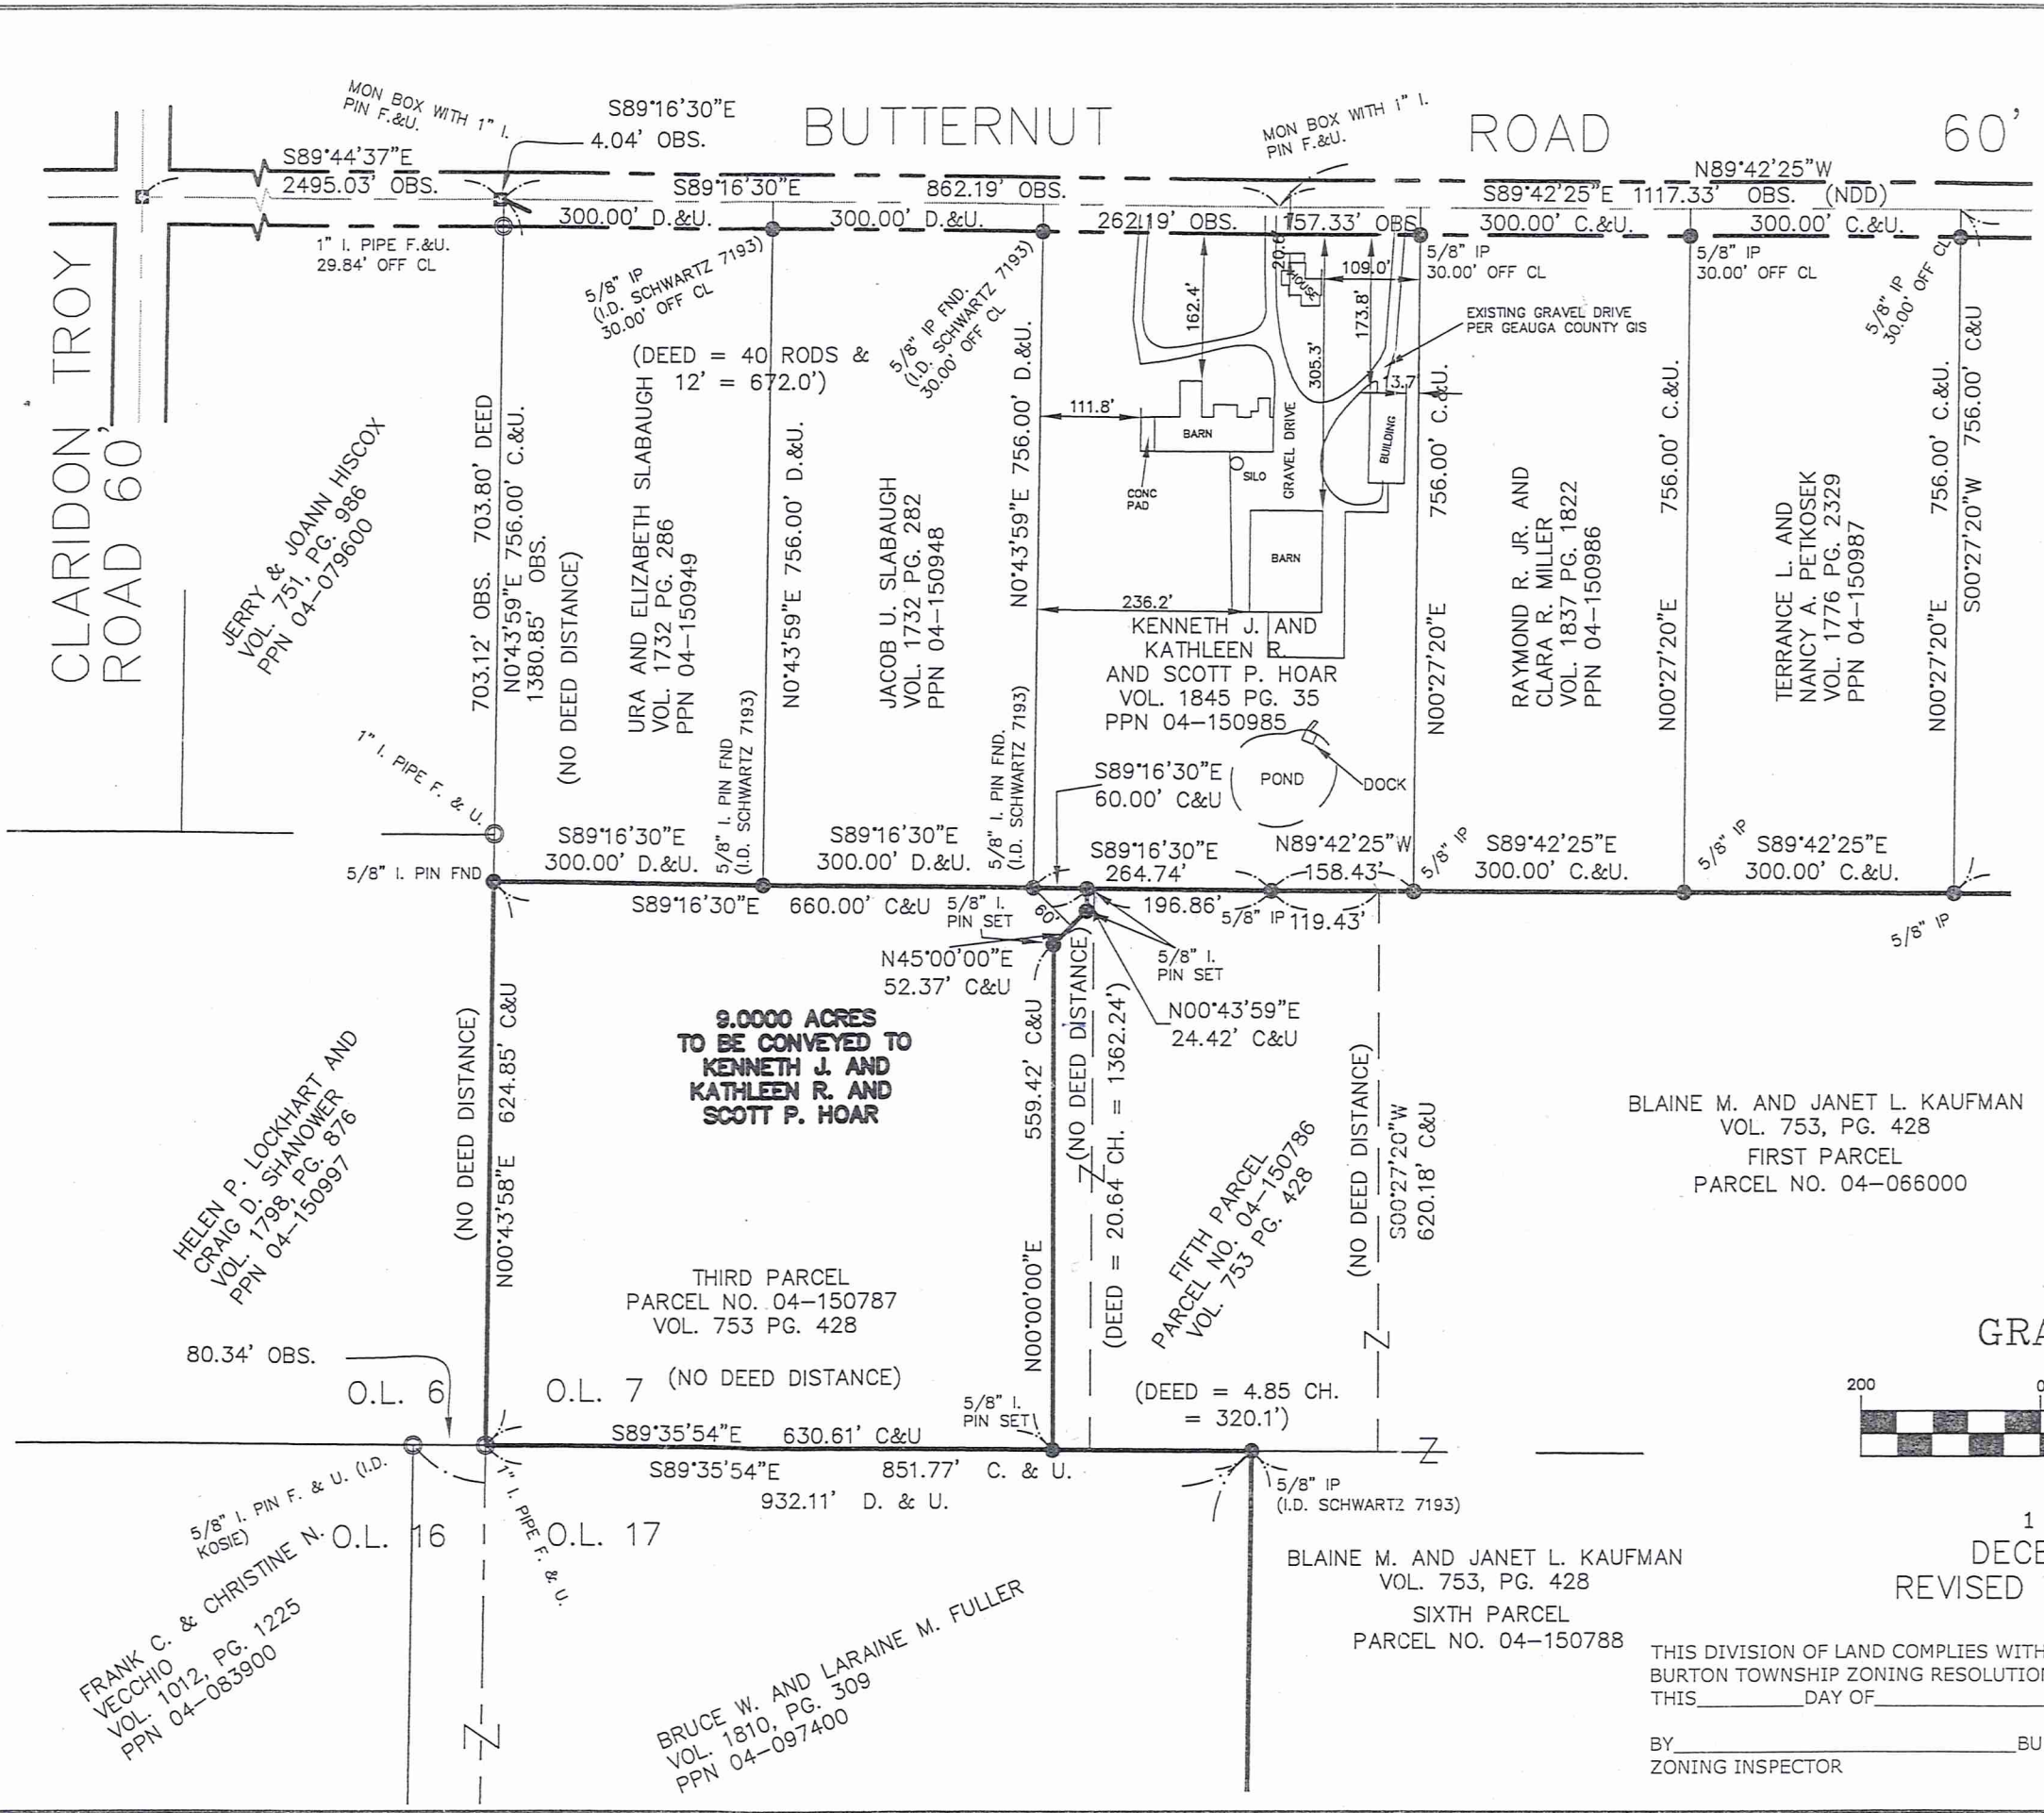 MON BOX WITH 1" I.
PIN F.&U.
S89°16'30"E
4.04' OBS.
BUTTERNUT ROAD 60'
MON BOX WITH 1" I.
PIN F.&U.
S89°44'37"E
2495.03' OBS.
S89°16'30"E 862.19' OBS.
N89°42'25"W
S89°42'25"E 1117.33' OBS. (NDD)
300.00' D.&U.
300.00' D.&U.
262.19' OBS.
157.33' OBS
300.00' C.&U.
300.00' C.&U.
1" I. PIPE F.&U.
29.84' OFF CL
5/8" IP
(I.D. SCHWARTZ 7193)
30.00' OFF CL
5/8" IP FND.
(I.D. SCHWARTZ 7193)
30.00' OFF CL
5/8" IP
30.00' OFF CL
5/8" IP
30.00' OFF CL
5/8" IP
30.00' OFF CL
CLARIDON TROY
ROAD 60'
JERRY & JOANN HISCOX
VOL. 751, PG. 986
PPN 04-079600
703.12' OBS. 703.80' DEED
N0°43'59"E 756.00' C.&U.
1380.85' OBS.
(NO DEED DISTANCE)
(DEED = 40 RODS &
12' = 672.0')
URA AND ELIZABETH SLABAUGH
VOL. 1732 PG. 286
PPN 04-150949
N0°43'59"E 756.00' D.&U.
JACOB U. SLABAUGH
VOL. 1732 PG. 282
PPN 04-150948
N0°43'59"E 756.00' D.&U.
162.4'
20.6'
HOUSE
109.0'
173.8'
305.3'
13.7'
EXISTING GRAVEL DRIVE
PER GEAUGA COUNTY GIS
111.8'
BARN
CONC
PAD
SILO
GRAVEL DRIVE
BUILDING
BARN
236.2'
KENNETH J. AND
KATHLEEN R.
AND SCOTT P. HOAR
VOL. 1845 PG. 35
PPN 04-150985
POND
DOCK
N00°27'20"E 756.00' C.&U.
RAYMOND R. JR. AND
CLARA R. MILLER
VOL. 1837 PG. 1822
PPN 04-150986
N00°27'20"E 756.00' C.&U.
TERRANCE L. AND
NANCY A. PETKOSEK
VOL. 1776 PG. 2329
PPN 04-150987
N00°27'20"E 756.00' C.&U.
S00°27'20"W 756.00' C&U
1" I. PIPE F. & U.
5/8" I. PIN FND
S89°16'30"E
300.00' D.&U.
5/8" I. PIN FND
(I.D. SCHWARTZ 7193)
S89°16'30"E
300.00' D.&U.
5/8" I. PIN FND.
(I.D. SCHWARTZ 7193)
S89°16'30"E
60.00' C&U
S89°16'30"E
264.74'
N89°42'25"W
158.43'
5/8" IP
S89°42'25"E
300.00' C.&U.
5/8" IP
S89°42'25"E
300.00' C.&U.
5/8" IP
S89°16'30"E 660.00' C&U
5/8" I.
PIN SET
60'
196.86'
5/8" IP
119.43'
N45°00'00"E
52.37' C&U
5/8" I.
PIN SET
N00°43'59"E
24.42' C&U
HELEN P. LOCKHART AND
CRAIG D. SHANOWER
VOL. 1798, PG. 876
PPN 04-150997
(NO DEED DISTANCE)
N00°43'58"E 624.85' C&U
9.0000 ACRES
TO BE CONVEYED TO
KENNETH J. AND
KATHLEEN R. AND
SCOTT P. HOAR
THIRD PARCEL
PARCEL NO. 04-150787
VOL. 753 PG. 428
(NO DEED DISTANCE)
N00°00'00"E 559.42' C&U
(NO DEED DISTANCE)
(DEED = 20.64 CH. = 1362.24')
FIFTH PARCEL
PARCEL NO. 04-150786
VOL. 753 PG. 428
(NO DEED DISTANCE)
S00°27'20"W
620.18' C&U
BLAINE M. AND JANET L. KAUFMAN
VOL. 753, PG. 428
FIRST PARCEL
PARCEL NO. 04-066000
80.34' OBS.
O.L. 6
O.L. 7
5/8" I.
PIN SET
(DEED = 4.85 CH.
= 320.1')
S89°35'54"E 630.61' C&U
S89°35'54"E 851.77' C. & U.
932.11' D. & U.
5/8" I. PIN F. & U. (I.D.
KOSIE)
1" I. PIPE F. & U.
O.L. 16
O.L. 17
5/8" IP
(I.D. SCHWARTZ 7193)
FRANK C. & CHRISTINE N.
VECCHIO
VOL. 1012, PG. 1225
PPN 04-083900
BRUCE W. AND LARAINE M. FULLER
VOL. 1810, PG. 309
PPN 04-097400
BLAINE M. AND JANET L. KAUFMAN
VOL. 753, PG. 428
SIXTH PARCEL
PARCEL NO. 04-150788
GRA
200 0
1
DECE
REVISED
THIS DIVISION OF LAND COMPLIES WITH
BURTON TOWNSHIP ZONING RESOLUTION
THIS DAY OF
BY BU
ZONING INSPECTOR